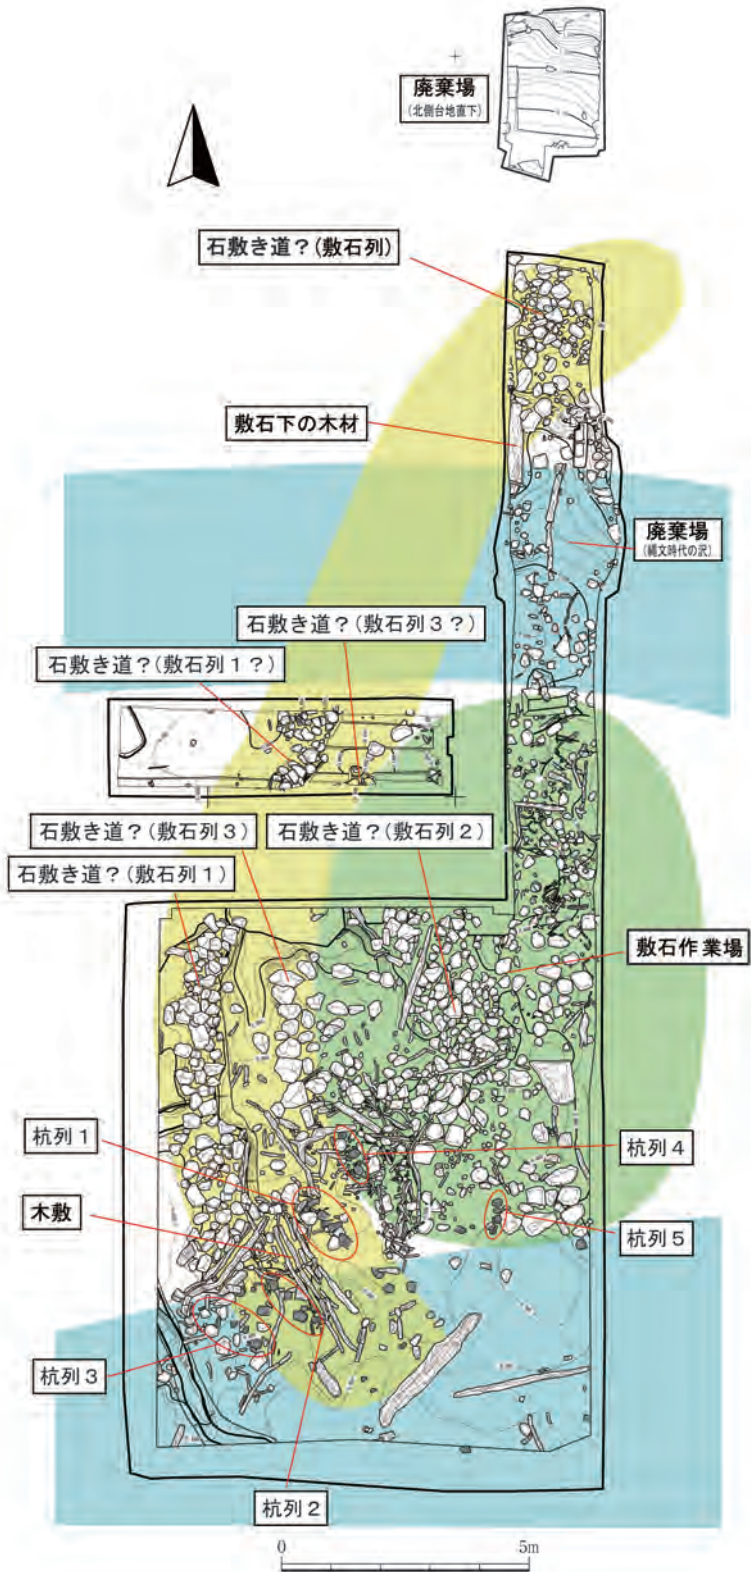 廃棄場
(北側台地直下)
石敷き道？(敷石列)
敷石下の木材
廃棄場
(縄文時代の沢)
石敷き道？(敷石列３？)
石敷き道？(敷石列１？)
石敷き道？(敷石列３)
石敷き道？(敷石列２)
石敷き道？(敷石列１)
敷石作業場
杭列１
杭列４
木敷
杭列５
杭列３
杭列２
0
5m